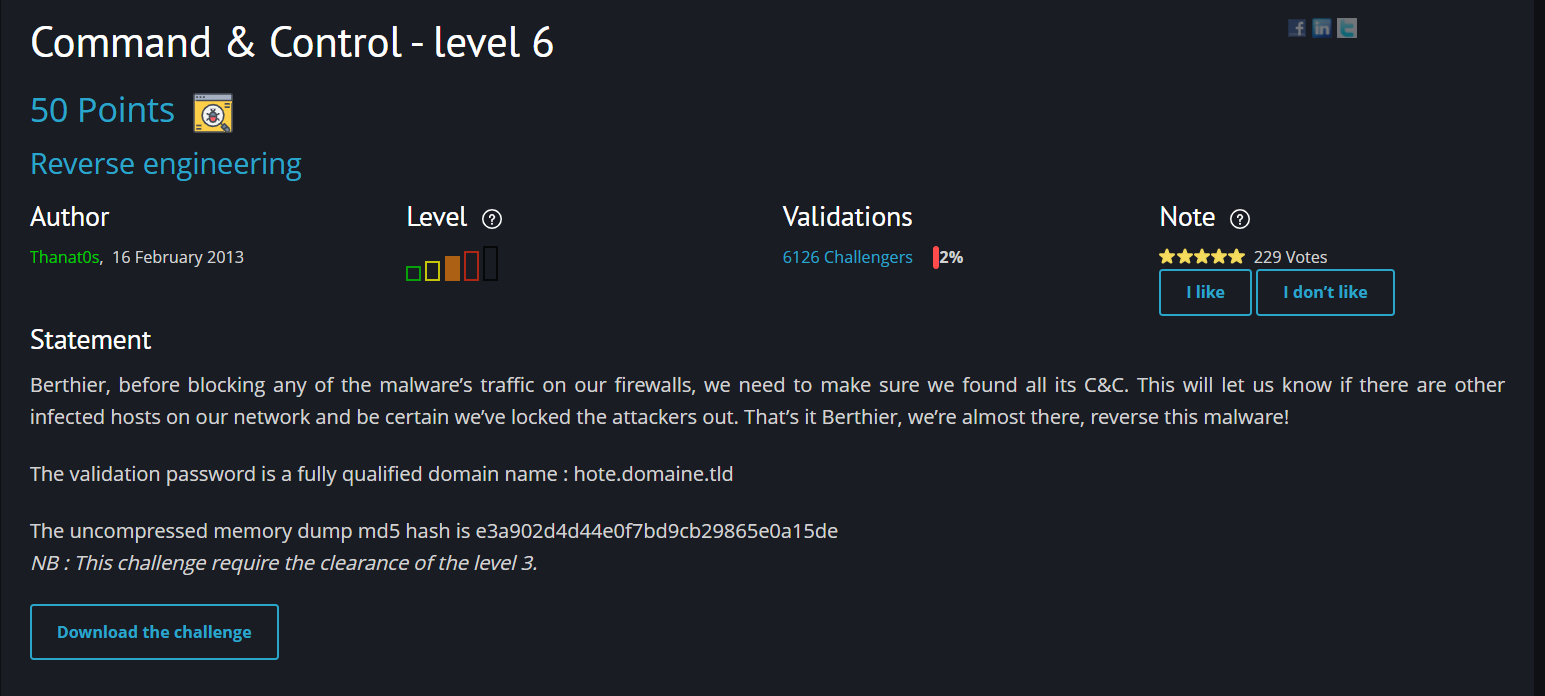 Command & Control - level 6
50 Points
Reverse engineering
Author
Level ?
Validations
Note ?
Thanat0s, 16 February 2013
6126 Challengers 2%
229 Votes
I like
I don’t like
Statement
Berthier, before blocking any of the malware’s traffic on our firewalls, we need to make sure we found all its C&C. This will let us know if there are other
infected hosts on our network and be certain we’ve locked the attackers out. That’s it Berthier, we’re almost there, reverse this malware!
The validation password is a fully qualified domain name : hote.domaine.tld
The uncompressed memory dump md5 hash is e3a902d4d44e0f7bd9cb29865e0a15de
NB : This challenge require the clearance of the level 3.
Download the challenge